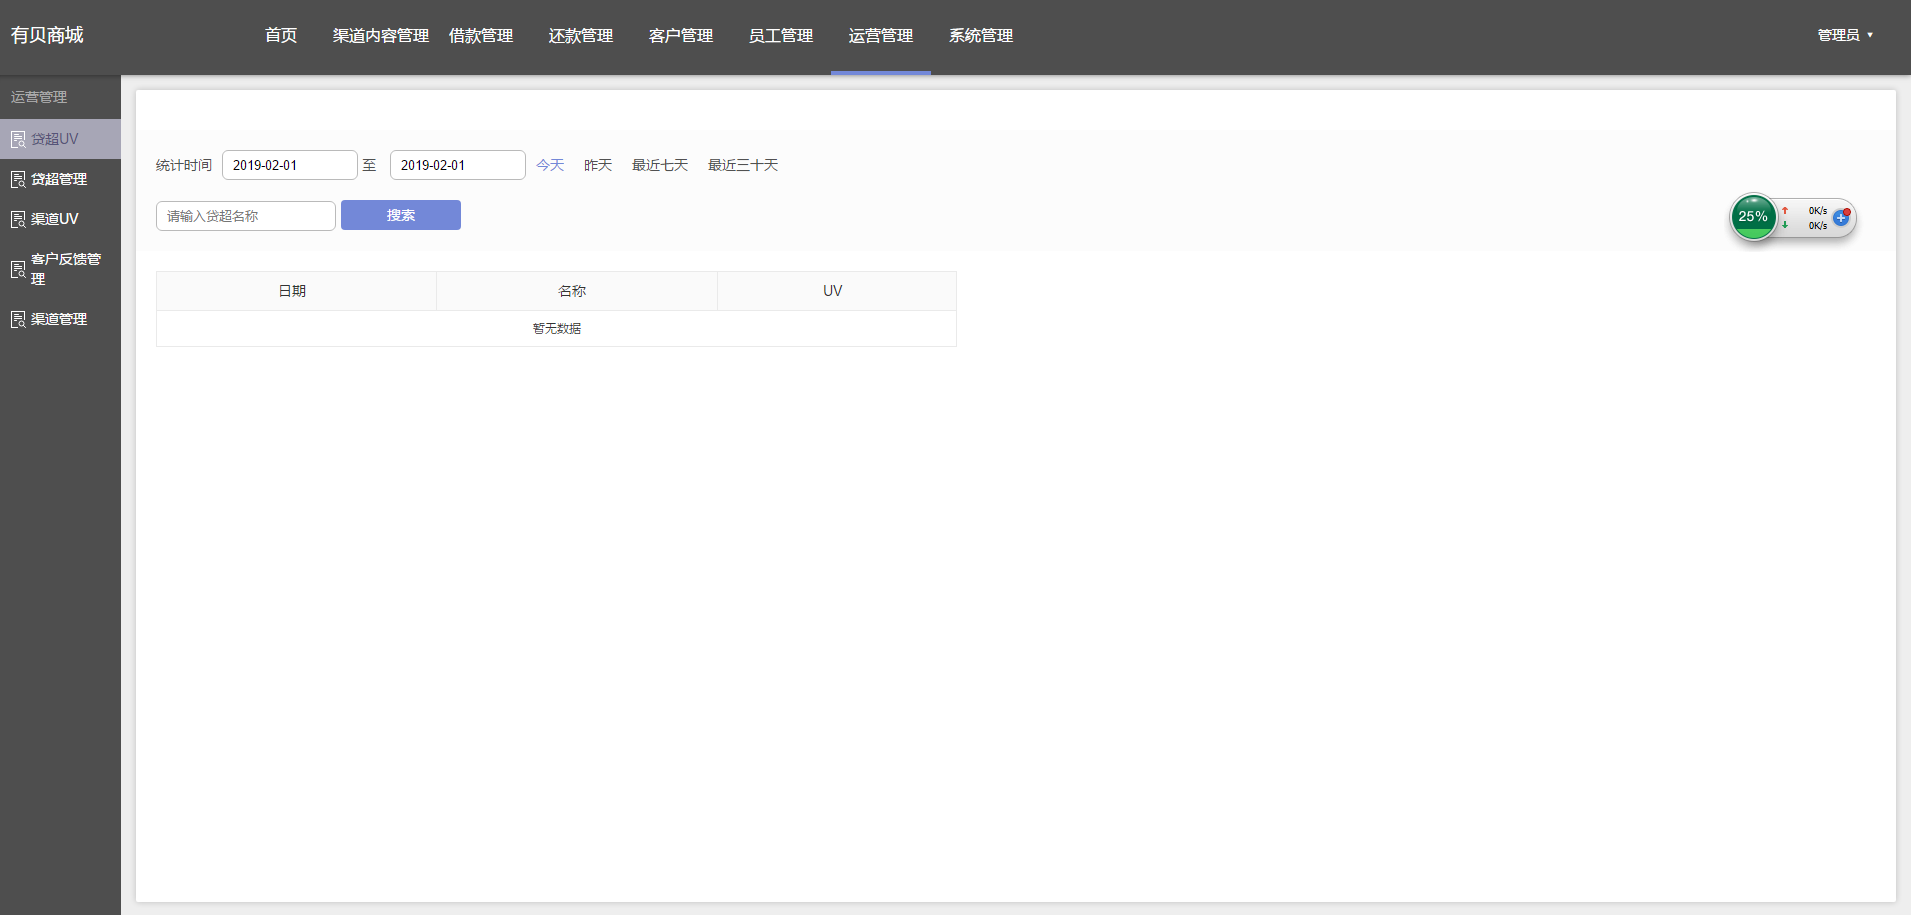 有贝商城
首页 渠道内容管理 借款管理 还款管理 客户管理 员工管理 运营管理 系统管理
管理员
运营管理
贷超UV
贷超管理
渠道UV
客户反馈管
理
渠道管理
统计时间 2019-02-01 至 2019-02-01 今天 昨天 最近七天 最近三十天
请输入贷超名称 搜索
25% 0K/s
0K/s
日期 名称 UV
暂无数据